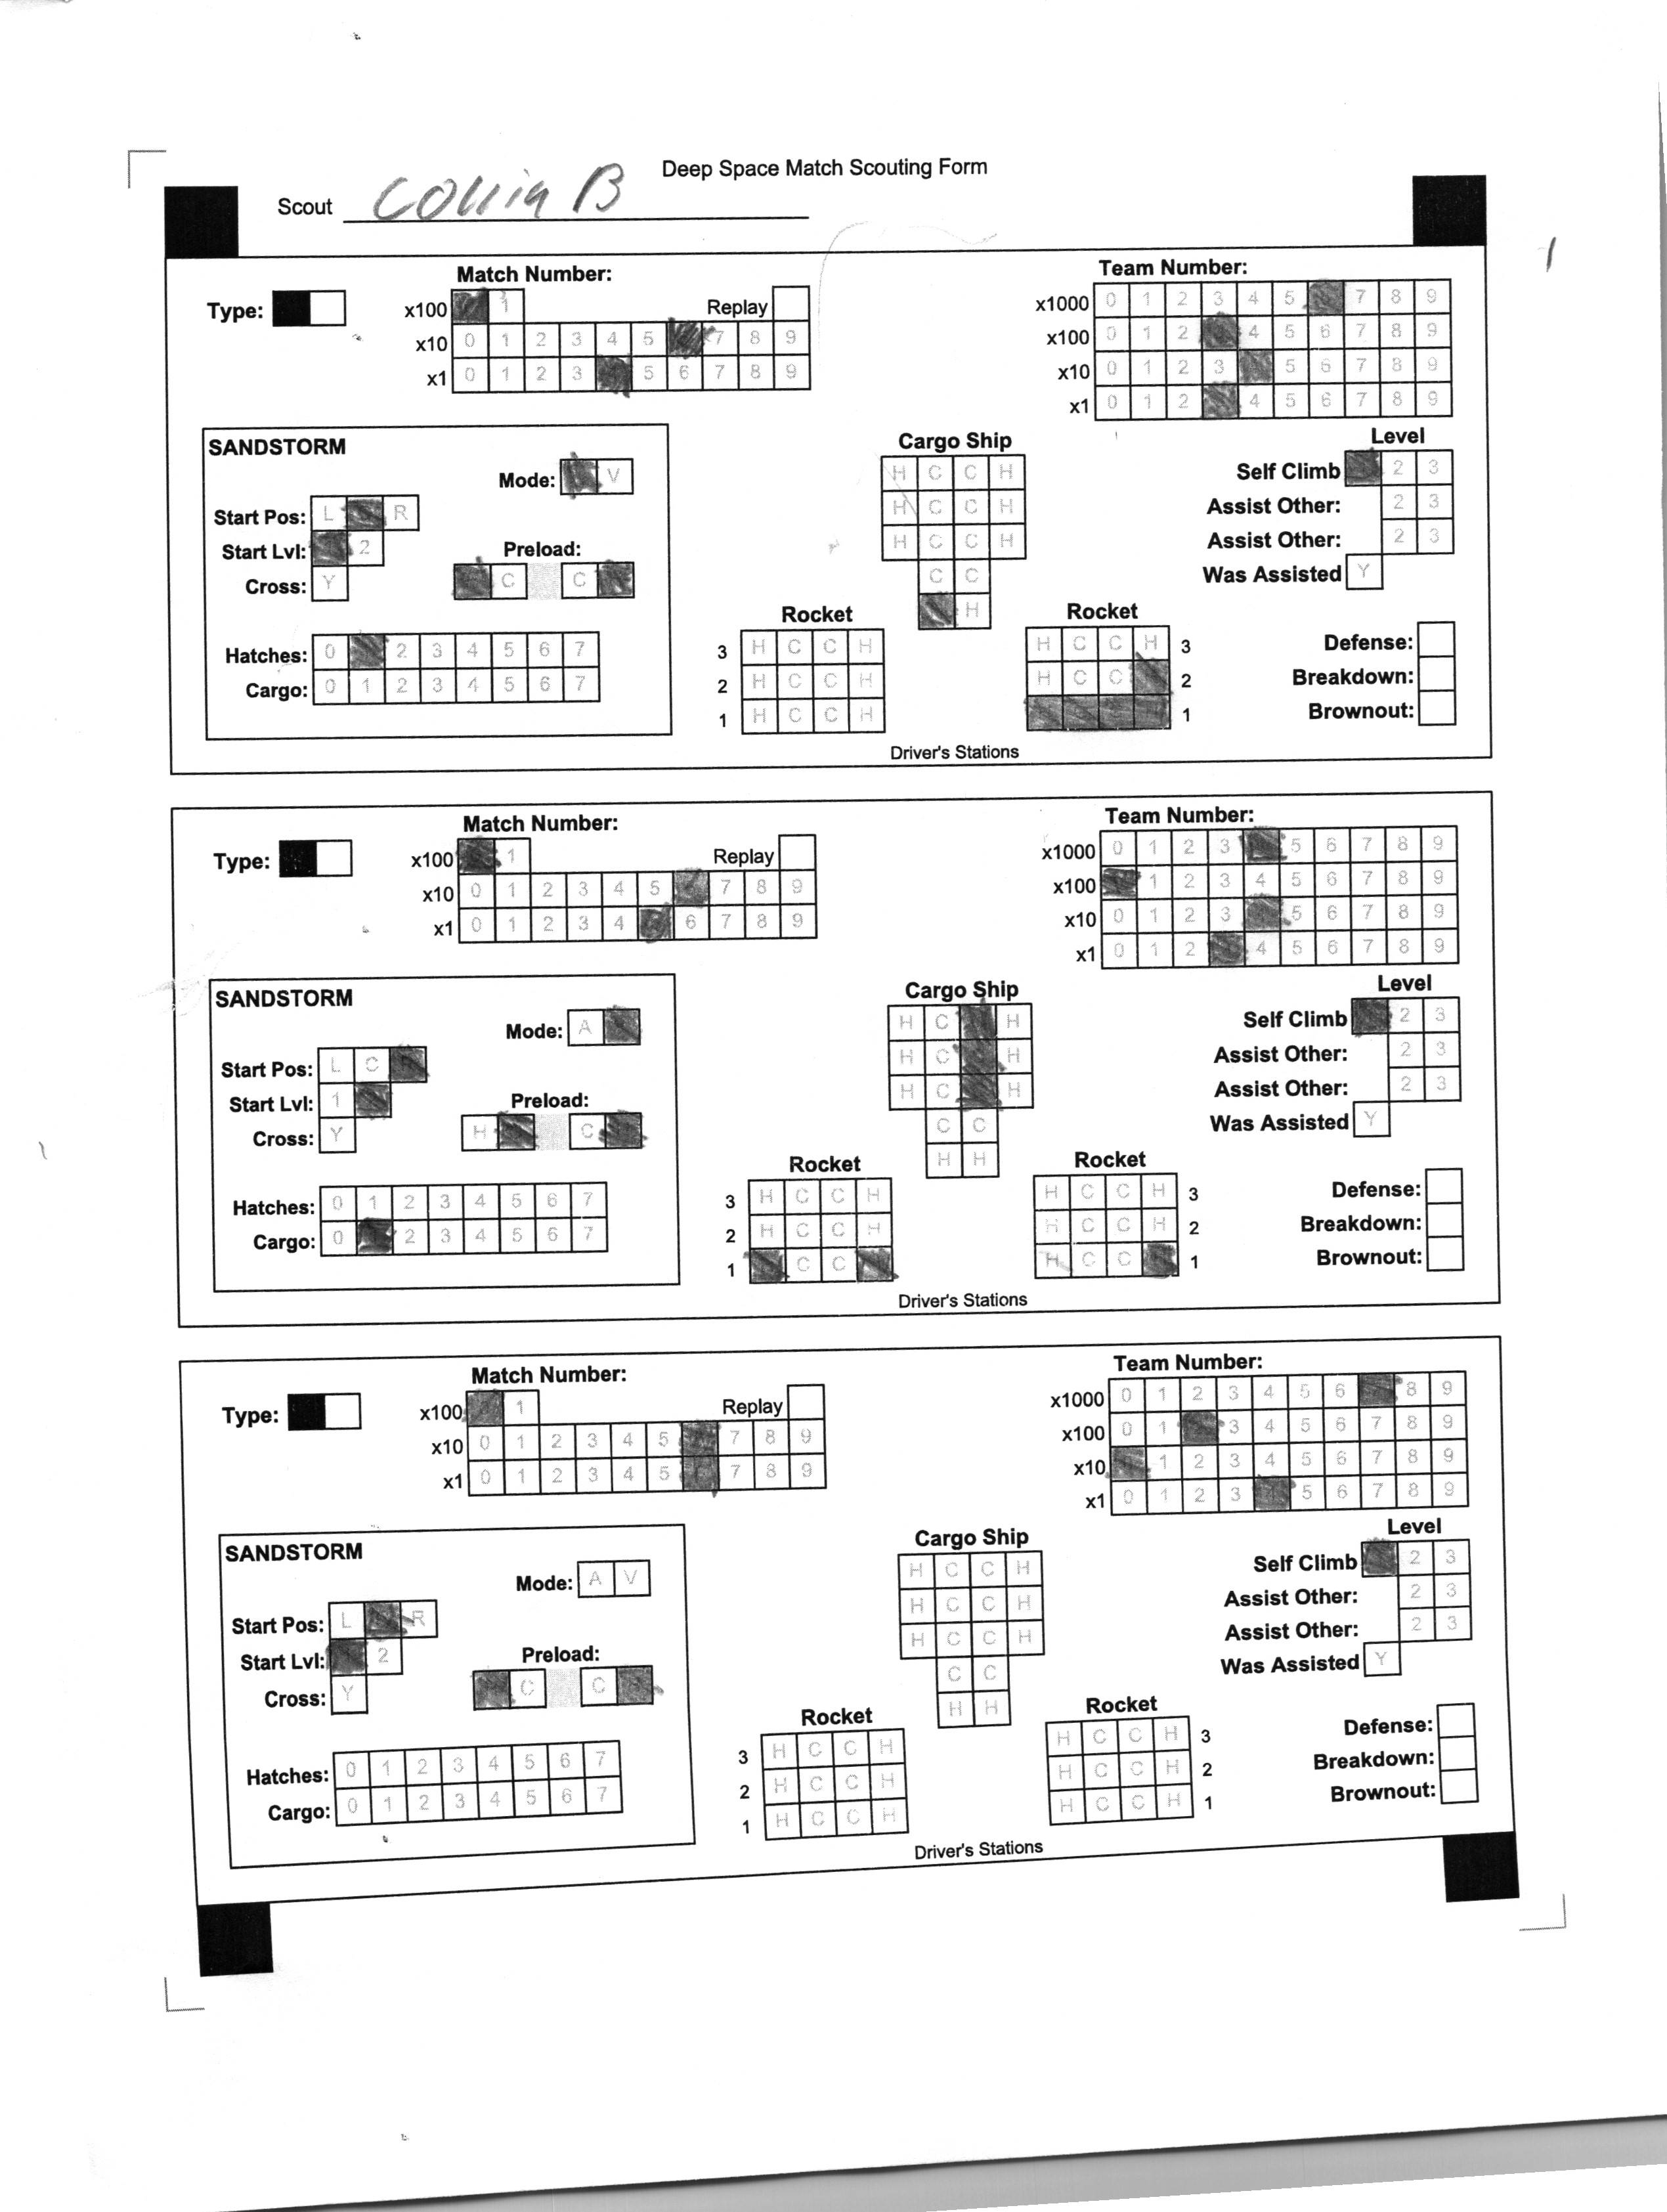 Deep Space Match Scouting Form
Scout Collin B
Match Number:
Team Number:
Type:
x100 1
Replay
x10 0 1 2 3 4 5 7 8 9
x1 0 1 2 3 5 6 7 8 9
x1000 0 1 2 3 4 5 7 8 9
x100 0 1 2 4 5 6 7 8 9
x10 0 1 2 3 5 6 7 8 9
x1 0 1 2 4 5 6 7 8 9
SANDSTORM
Mode: V
Start Pos: L R
Start Lvl: 2
Cross: Y
Preload:
C C
Hatches: 0 2 3 4 5 6 7
Cargo: 0 1 2 3 4 5 6 7
Cargo Ship
H C C H
H C C H
H C C H
C C
H
Rocket
3 H C C H
2 H C C H
1 H C C H
Rocket
H C C H 3
H C C 2
1
Level
Self Climb 2 3
Assist Other: 2 3
Assist Other: 2 3
Was Assisted Y
Defense:
Breakdown:
Brownout:
Driver's Stations
Match Number:
Team Number:
Type:
x100 1
Replay
x10 0 1 2 3 4 5 7 8 9
x1 0 1 2 3 4 6 7 8 9
x1000 0 1 2 3 5 6 7 8 9
x100 1 2 3 4 5 6 7 8 9
x10 0 1 2 3 5 6 7 8 9
x1 0 1 2 4 5 6 7 8 9
SANDSTORM
Mode: A
Start Pos: L C
Start Lvl: 1
Cross: Y
Preload:
H C
Hatches: 0 1 2 3 4 5 6 7
Cargo: 0 2 3 4 5 6 7
Cargo Ship
H C H
H C H
H C H
C C
H H
Rocket
3 H C C H
2 H C C H
1 C C
Rocket
H C C H 3
H C C H 2
H C C 1
Level
Self Climb 2 3
Assist Other: 2 3
Assist Other: 2 3
Was Assisted Y
Defense:
Breakdown:
Brownout:
Driver's Stations
Match Number:
Team Number:
Type:
x100 1
Replay
x10 0 1 2 3 4 5 7 8 9
x1 0 1 2 3 4 5 7 8 9
x1000 0 1 2 3 4 5 6 8 9
x100 0 1 3 4 5 6 7 8 9
x10 1 2 3 4 5 6 7 8 9
x1 0 1 2 3 5 6 7 8 9
SANDSTORM
Mode: A V
Start Pos: L R
Start Lvl: 2
Cross: Y
Preload:
C C
Hatches: 0 1 2 3 4 5 6 7
Cargo: 0 1 2 3 4 5 6 7
Cargo Ship
H C C H
H C C H
H C C H
C C
H H
Rocket
3 H C C H
2 H C C H
1 H C C H
Rocket
H C C H 3
H C C H 2
H C C H 1
Level
Self Climb 2 3
Assist Other: 2 3
Assist Other: 2 3
Was Assisted Y
Defense:
Breakdown:
Brownout:
Driver's Stations